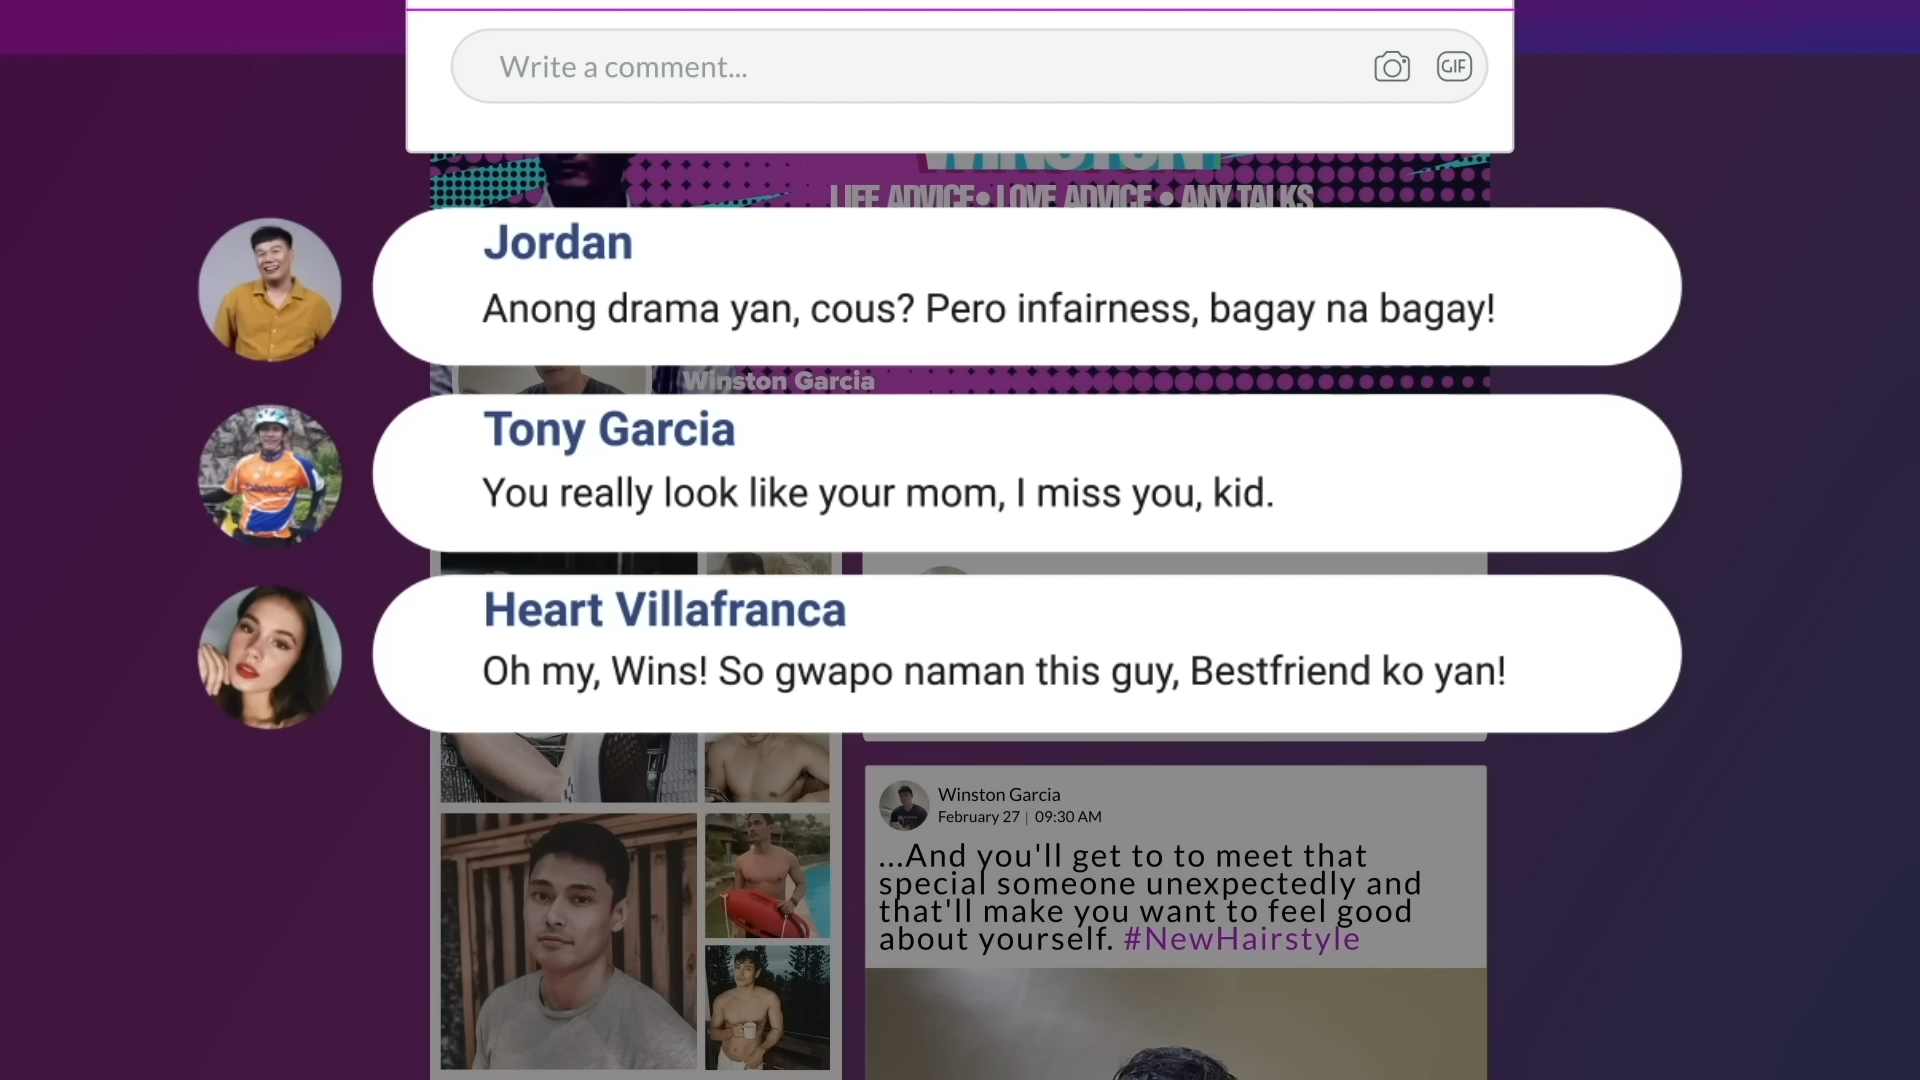 Write a comment...
GIF
WINSTON
LIFE ADVICE • LOVE ADVICE • ANY TALKS
Jordan
Anong drama yan, cous? Pero infairness, bagay na bagay!
Winston Garcia
Tony Garcia
You really look like your mom, I miss you, kid.
Heart Villafranca
Oh my, Wins! So gwapo naman this guy, Bestfriend ko yan!
Winston Garcia
February 27 | 09:30 AM
...And you'll get to to meet that
special someone unexpectedly and
that'll make you want to feel good
about yourself. #NewHairstyle